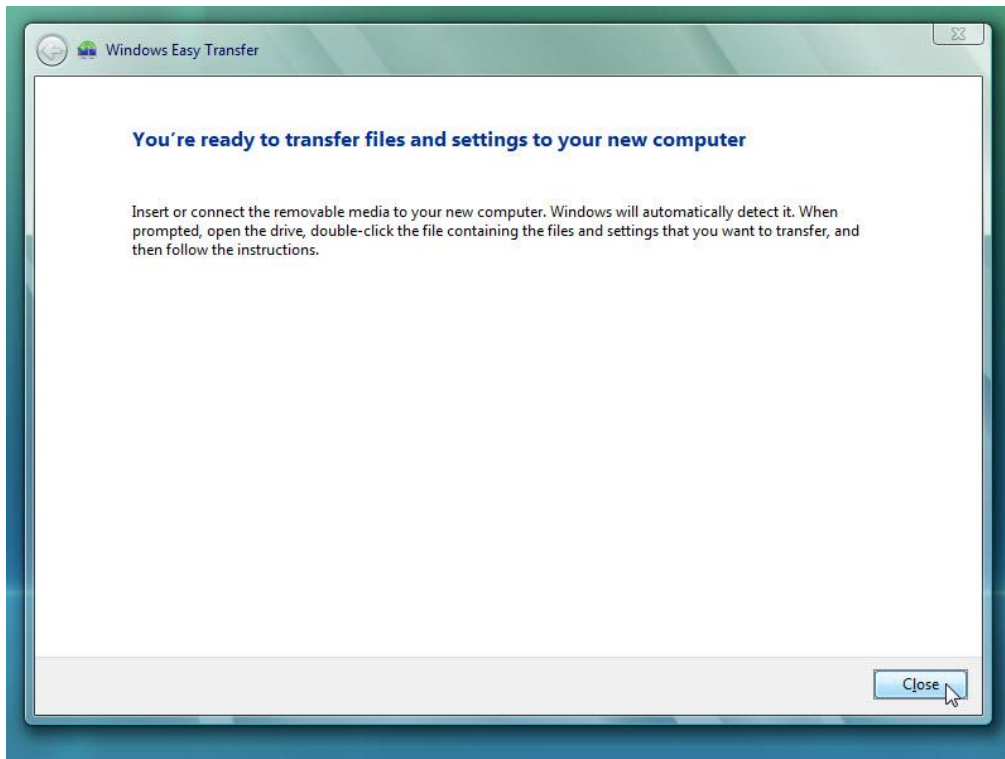 Windows Easy Transfer
You're ready to transfer files and settings to your new computer
Insert or connect the removable media to your new computer. Windows will automatically detect it. When
prompted, open the drive, double-click the file containing the files and settings that you want to transfer, and
then follow the instructions.
Close